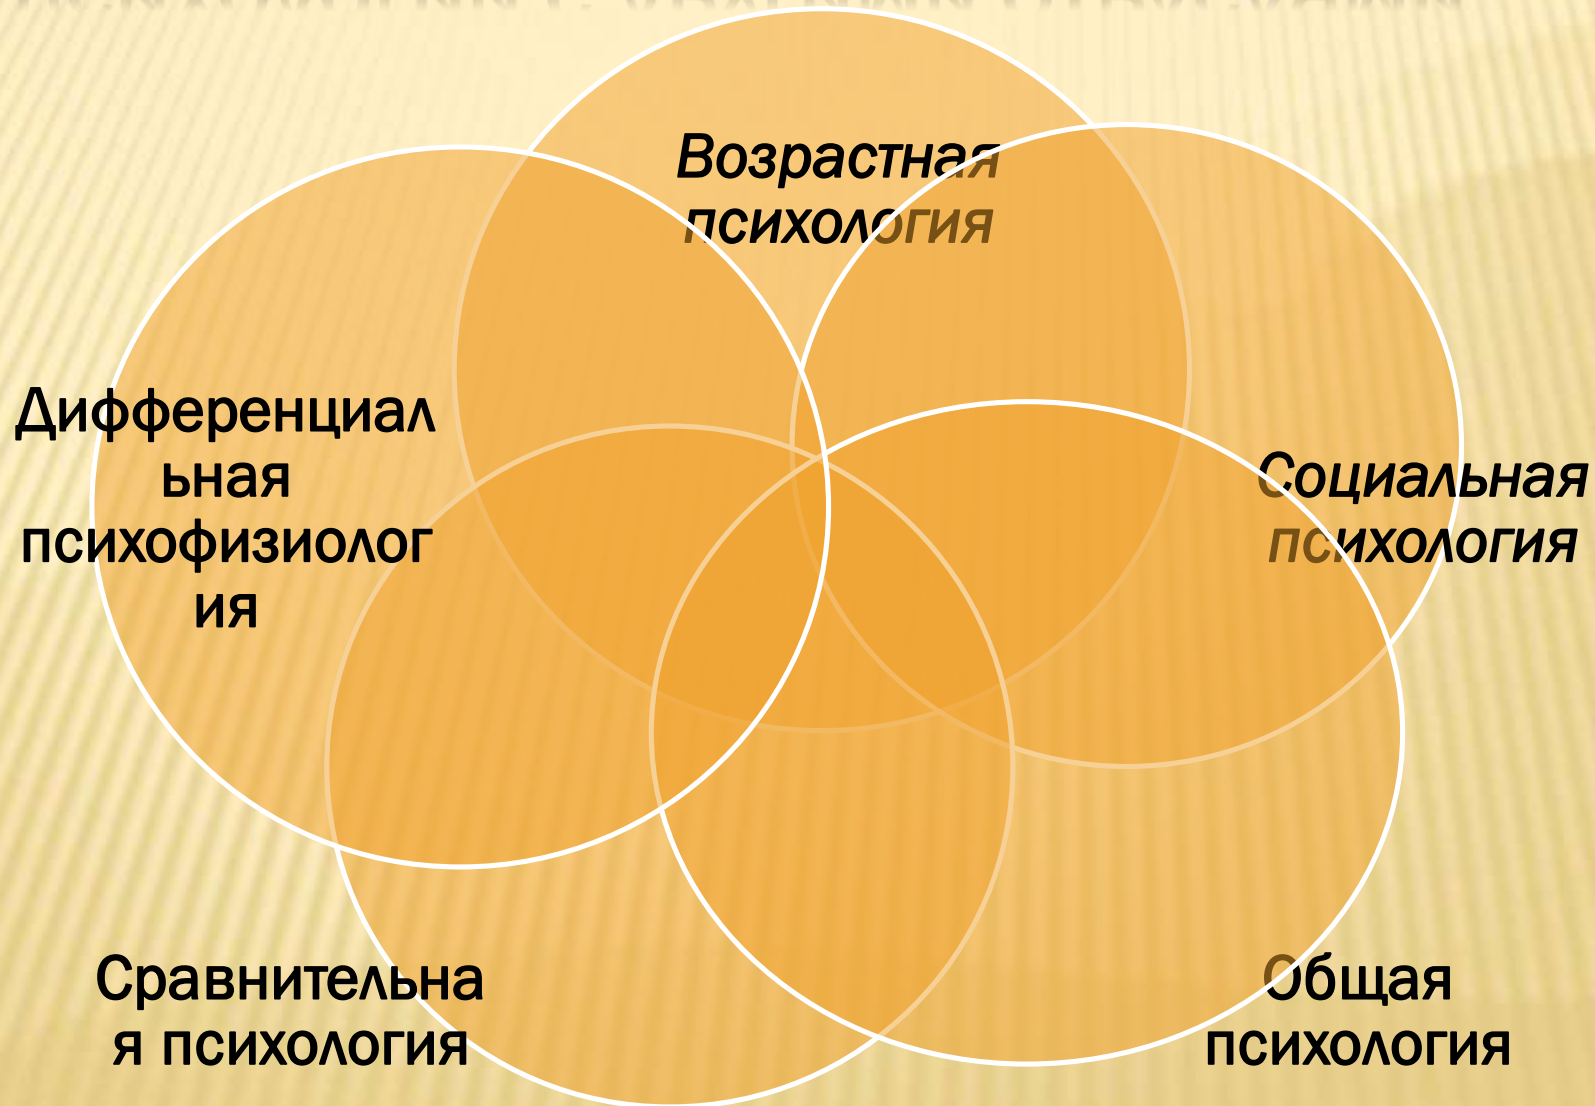 Возрастная
психология
Дифференциал
ьная
психофизиолог
ия
Социальная
психология
Сравнительна
я психология
Общая
психология